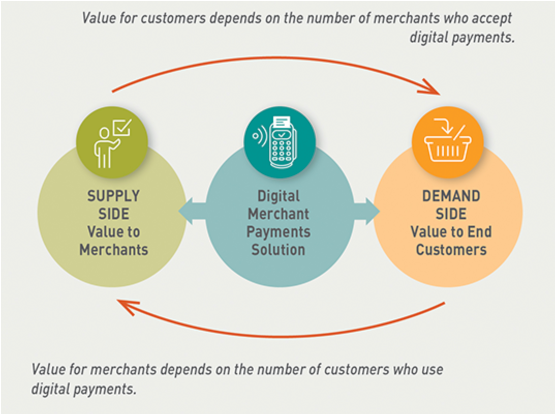 Value for customers depends on the number of merchants who accept
digital payments.
SUPPLY
SIDE
Value to
Merchants
Digital
Merchant
Payments
Solution
DEMAND
SIDE
Value to End
Customers
Value for merchants depends on the number of customers who use
digital payments.